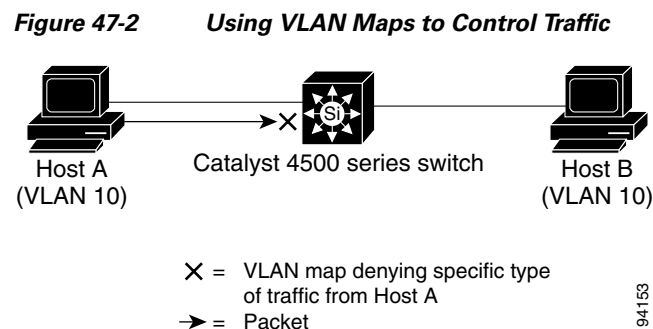 Figure 47-2 Using VLAN Maps to Control Traffic
Si
Host A
(VLAN 10)
Catalyst 4500 series switch
Host B
(VLAN 10)
X = VLAN map denying specific type
of traffic from Host A
→ = Packet
94153